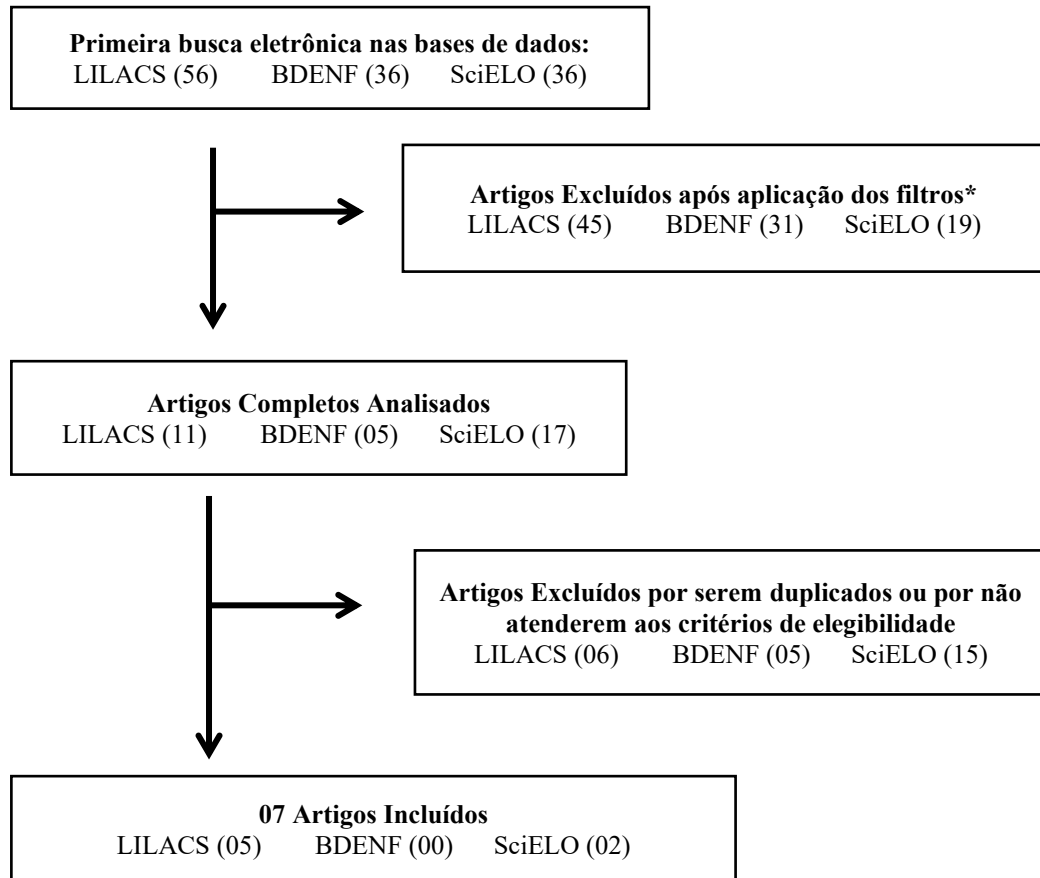 Primeira busca eletrônica nas bases de dados:
LILACS (56) BDENF (36) SciELO (36)
Artigos Excluídos após aplicação dos filtros*
LILACS (45) BDENF (31) SciELO (19)
Artigos Completos Analisados
LILACS (11) BDENF (05) SciELO (17)
Artigos Excluídos por serem duplicados ou por não
atenderem aos critérios de elegibilidade
LILACS (06) BDENF (05) SciELO (15)
07 Artigos Incluídos
LILACS (05) BDENF (00) SciELO (02)